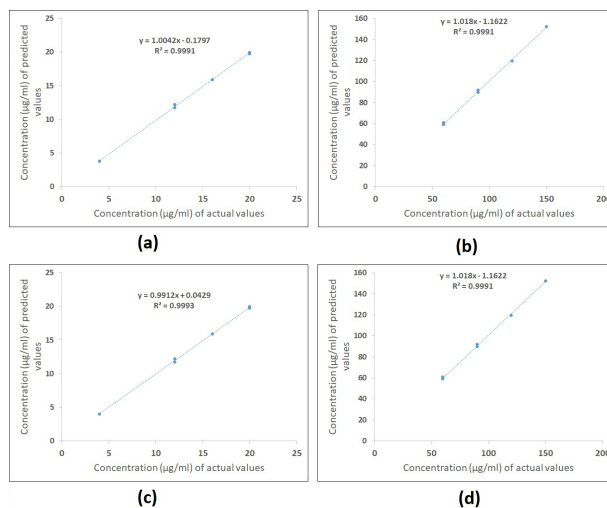 25
20
15
10
5
0
y = 1.0042x - 0.1797
R² = 0.9991
0 5 10 15 20 25
Concentration (µg/ml) of actual values
Concentration (µg/ml) of predicted
values
(a)
160
140
120
100
80
60
40
20
0
y = 1.018x - 1.1622
R² = 0.9991
0 50 100 150 200
Concentration (µg/ml) of actual values
Concentration (µg/ml) of predicted
values
(b)
25
20
15
10
5
0
y = 0.9912x + 0.0429
R² = 0.9993
0 5 10 15 20 25
Concentration (µg/ml) of actual values
Concentration (µg/ml) of predicted
values
(c)
160
140
120
100
80
60
40
20
0
y = 1.018x - 1.1622
R² = 0.9991
0 50 100 150 200
Concentration (µg/ml) of actual values
Concentration (µg/ml) of predicted
values
(d)